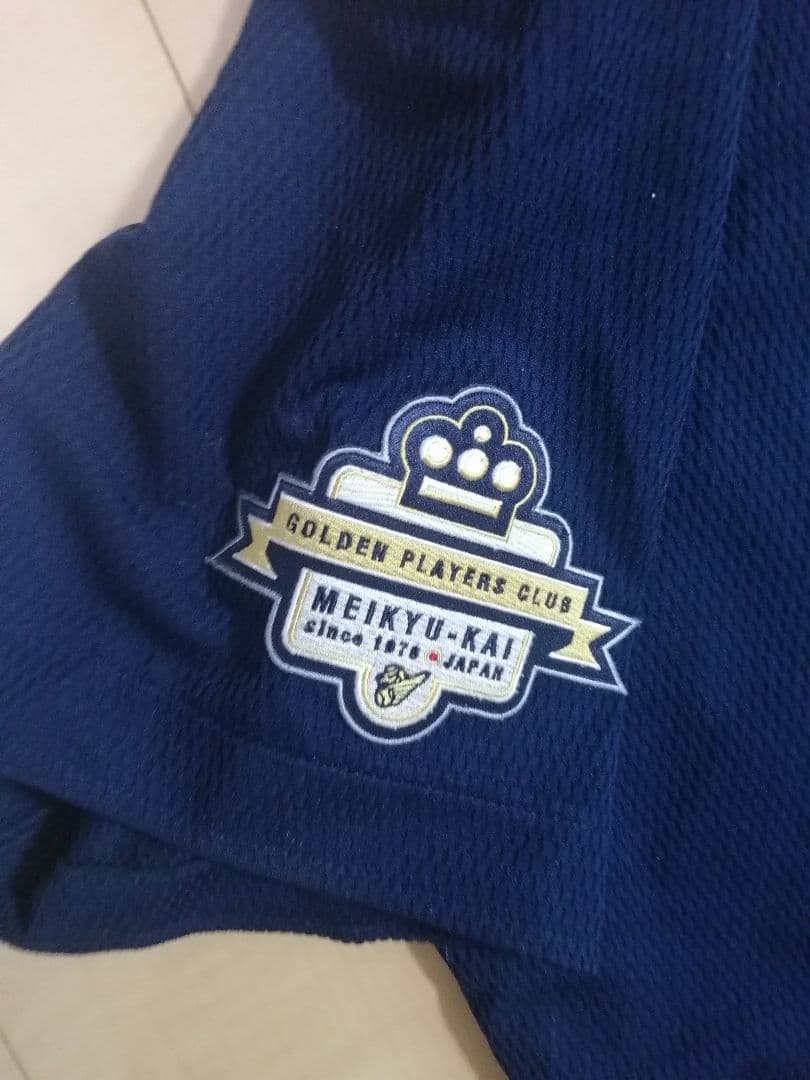 GOLDEN PLAYERS CLUB
MEIKYU-KAI
since 1978 JAPAN